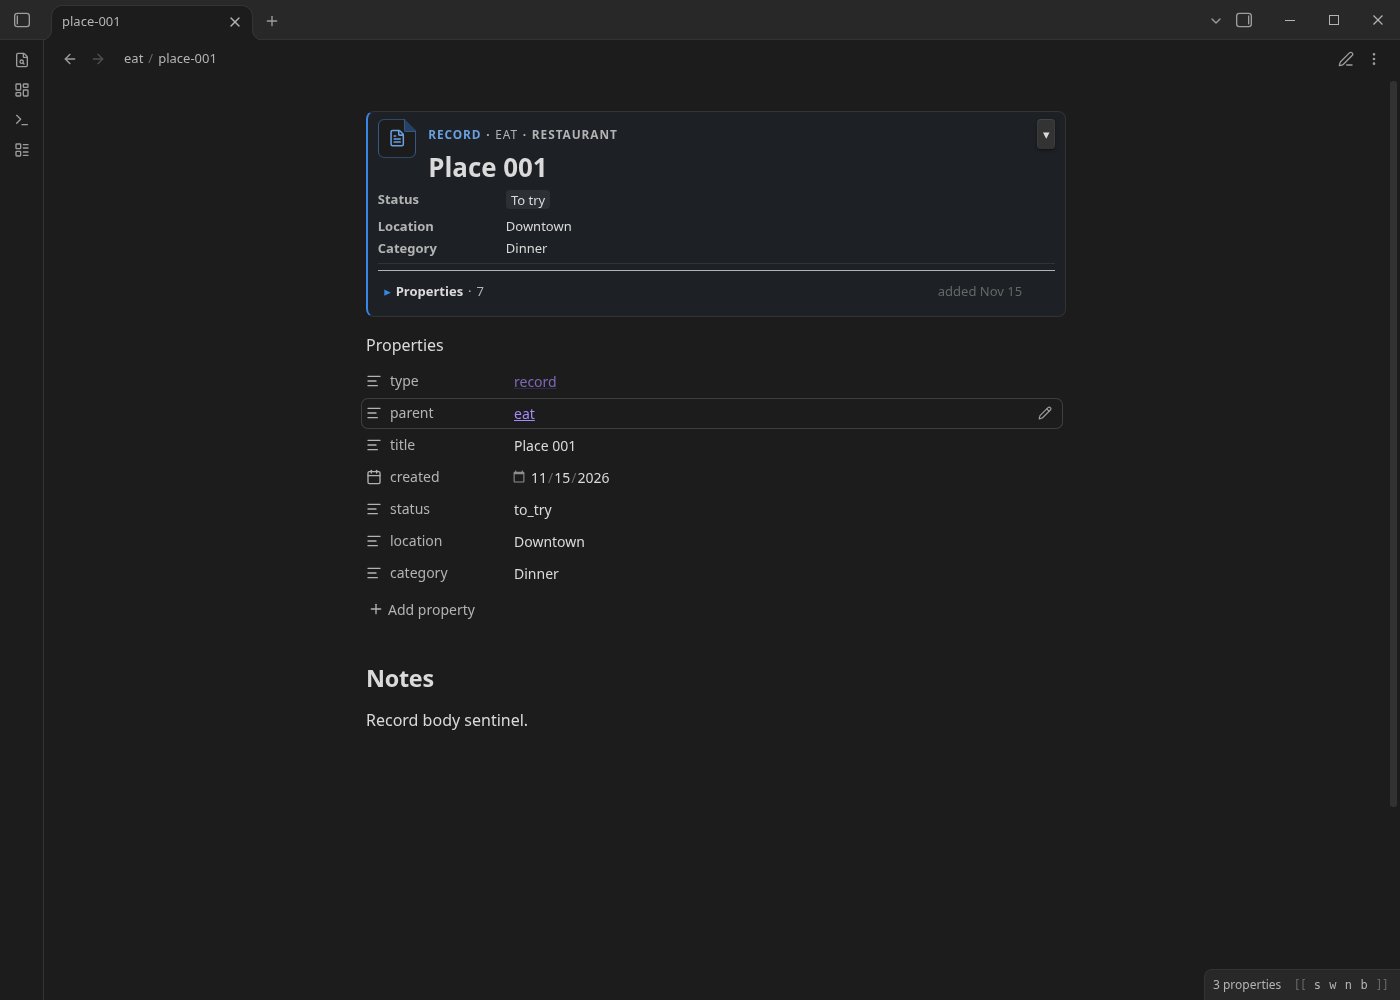 place-001
eat / place-001
RECORD · EAT · RESTAURANT
Place 001
Status To try
Location Downtown
Category Dinner
▸ Properties · 7 added Nov 15
Properties
type record
parent eat
title Place 001
created 11/15/2026
status to_try
location Downtown
category Dinner
Add property
Notes
Record body sentinel.
3 properties [[ s w n b ]]